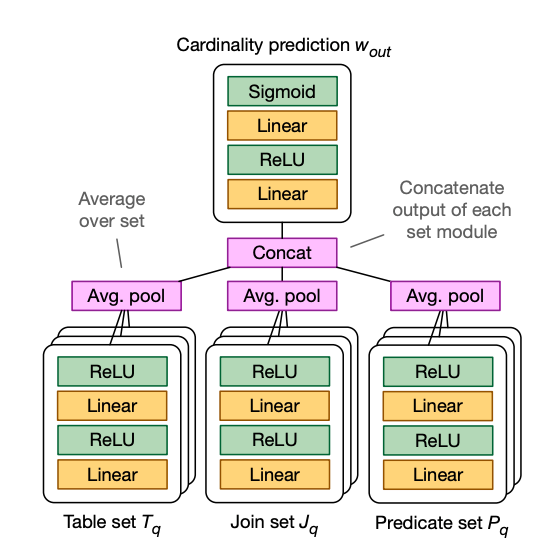 Cardinality prediction w_out
Sigmoid
Linear
ReLU
Linear
Average
over set
Concatenate
output of each
set module
Concat
Avg. pool
Avg. pool
Avg. pool
ReLU
Linear
ReLU
Linear
ReLU
Linear
ReLU
Linear
ReLU
Linear
ReLU
Linear
Table set T_q
Join set J_q
Predicate set P_q